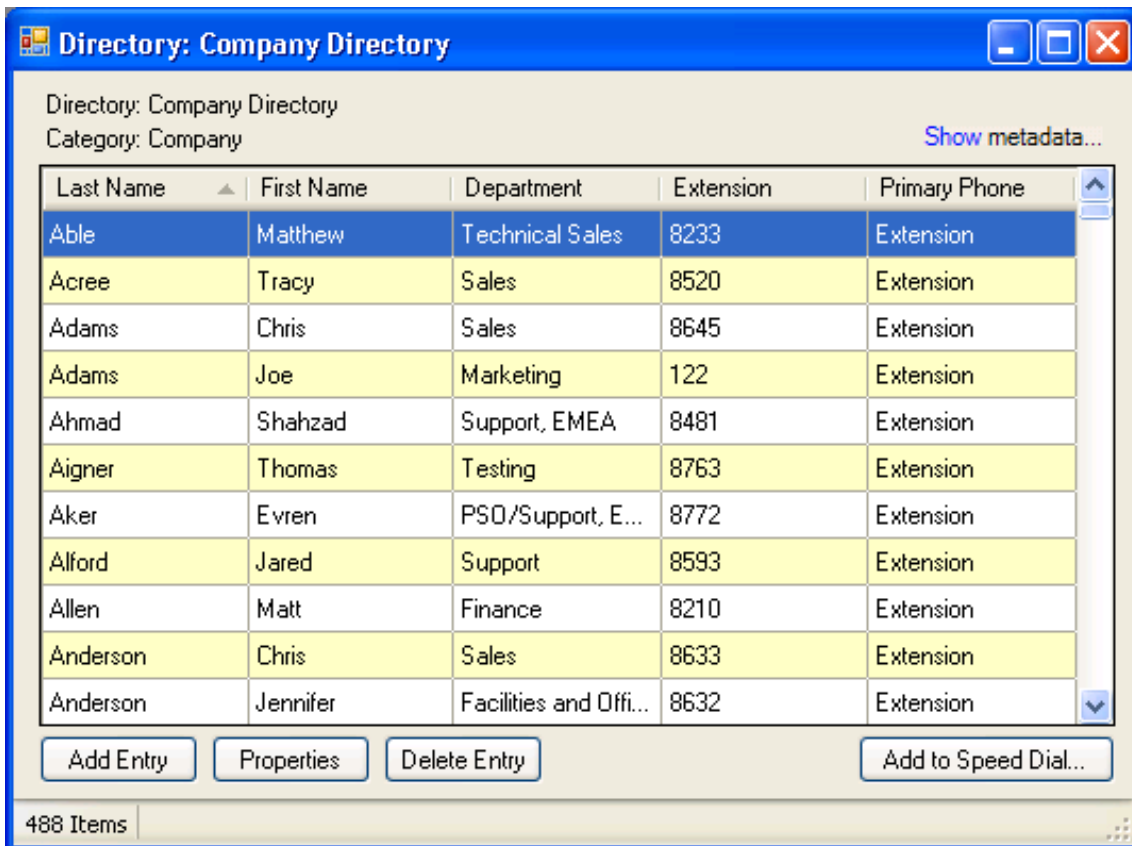 Directory: Company Directory
Directory: Company Directory
Category: Company
Show metadata...
Last Name First Name Department Extension Primary Phone
Able Matthew Technical Sales 8233 Extension
Acree Tracy Sales 8520 Extension
Adams Chris Sales 8645 Extension
Adams Joe Marketing 122 Extension
Ahmad Shahzad Support, EMEA 8481 Extension
Aigner Thomas Testing 8763 Extension
Aker Evren PSO/Support, E... 8772 Extension
Alford Jared Support 8593 Extension
Allen Matt Finance 8210 Extension
Anderson Chris Sales 8633 Extension
Anderson Jennifer Facilities and Offi... 8632 Extension
Add Entry Properties Delete Entry Add to Speed Dial...
488 Items